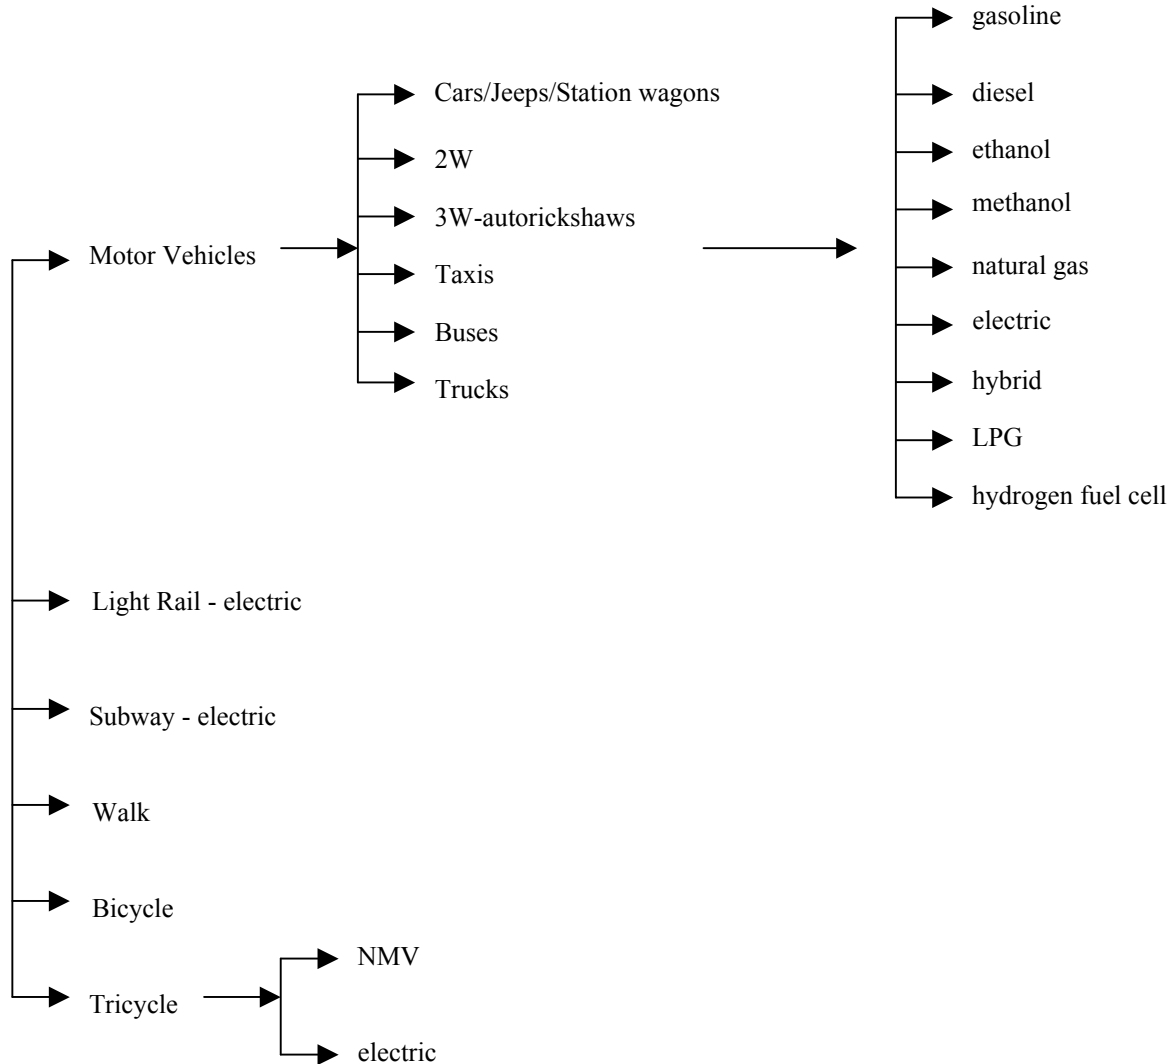 gasoline
diesel
ethanol
methanol
natural gas
electric
hybrid
LPG
hydrogen fuel cell
Cars/Jeeps/Station wagons
2W
3W-autorickshaws
Taxis
Buses
Trucks
Motor Vehicles
Light Rail - electric
Subway - electric
Walk
Bicycle
Tricycle
NMV
electric